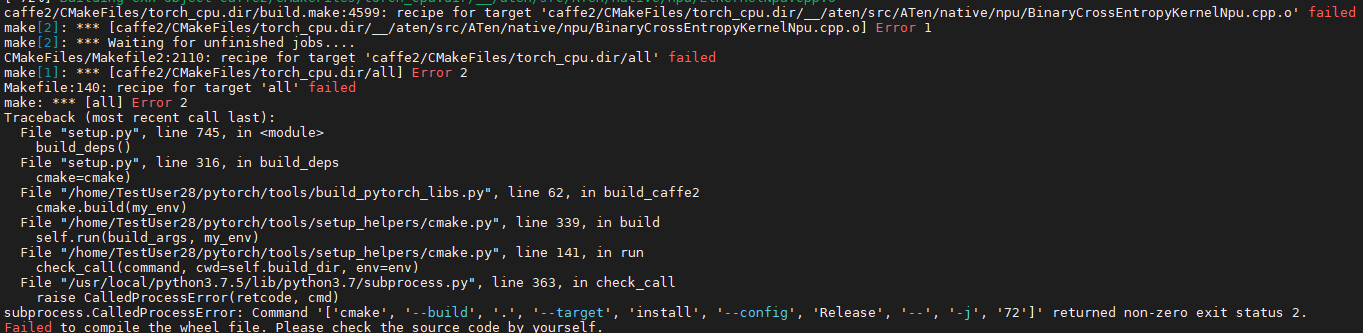 caffe2/CMakeFiles/torch_cpu.dir/build.make:4599: recipe for target 'caffe2/CMakeFiles/torch_cpu.dir/__/aten/src/ATen/native/npu/BinaryCrossEntropyKernelNpu.cpp.o' failed
make[2]: *** [caffe2/CMakeFiles/torch_cpu.dir/__/aten/src/ATen/native/npu/BinaryCrossEntropyKernelNpu.cpp.o] Error 1
make[2]: *** Waiting for unfinished jobs....
CMakeFiles/Makefile2:2110: recipe for target 'caffe2/CMakeFiles/torch_cpu.dir/all' failed
make[1]: *** [caffe2/CMakeFiles/torch_cpu.dir/all] Error 2
Makefile:140: recipe for target 'all' failed
make: *** [all] Error 2
Traceback (most recent call last):
  File "setup.py", line 745, in <module>
    build_deps()
  File "setup.py", line 316, in build_deps
    cmake=cmake)
  File "/home/TestUser28/pytorch/tools/build_pytorch_libs.py", line 62, in build_caffe2
    cmake.build(my_env)
  File "/home/TestUser28/pytorch/tools/setup_helpers/cmake.py", line 339, in build
    self.run(build_args, my_env)
  File "/home/TestUser28/pytorch/tools/setup_helpers/cmake.py", line 141, in run
    check_call(command, cwd=self.build_dir, env=env)
  File "/usr/local/python3.7.5/lib/python3.7/subprocess.py", line 363, in check_call
    raise CalledProcessError(retcode, cmd)
subprocess.CalledProcessError: Command '['cmake', '--build', '.', '--target', 'install', '--config', 'Release', '--', '-j', '72']' returned non-zero exit status 2.
Failed to compile the wheel file. Please check the source code by yourself.